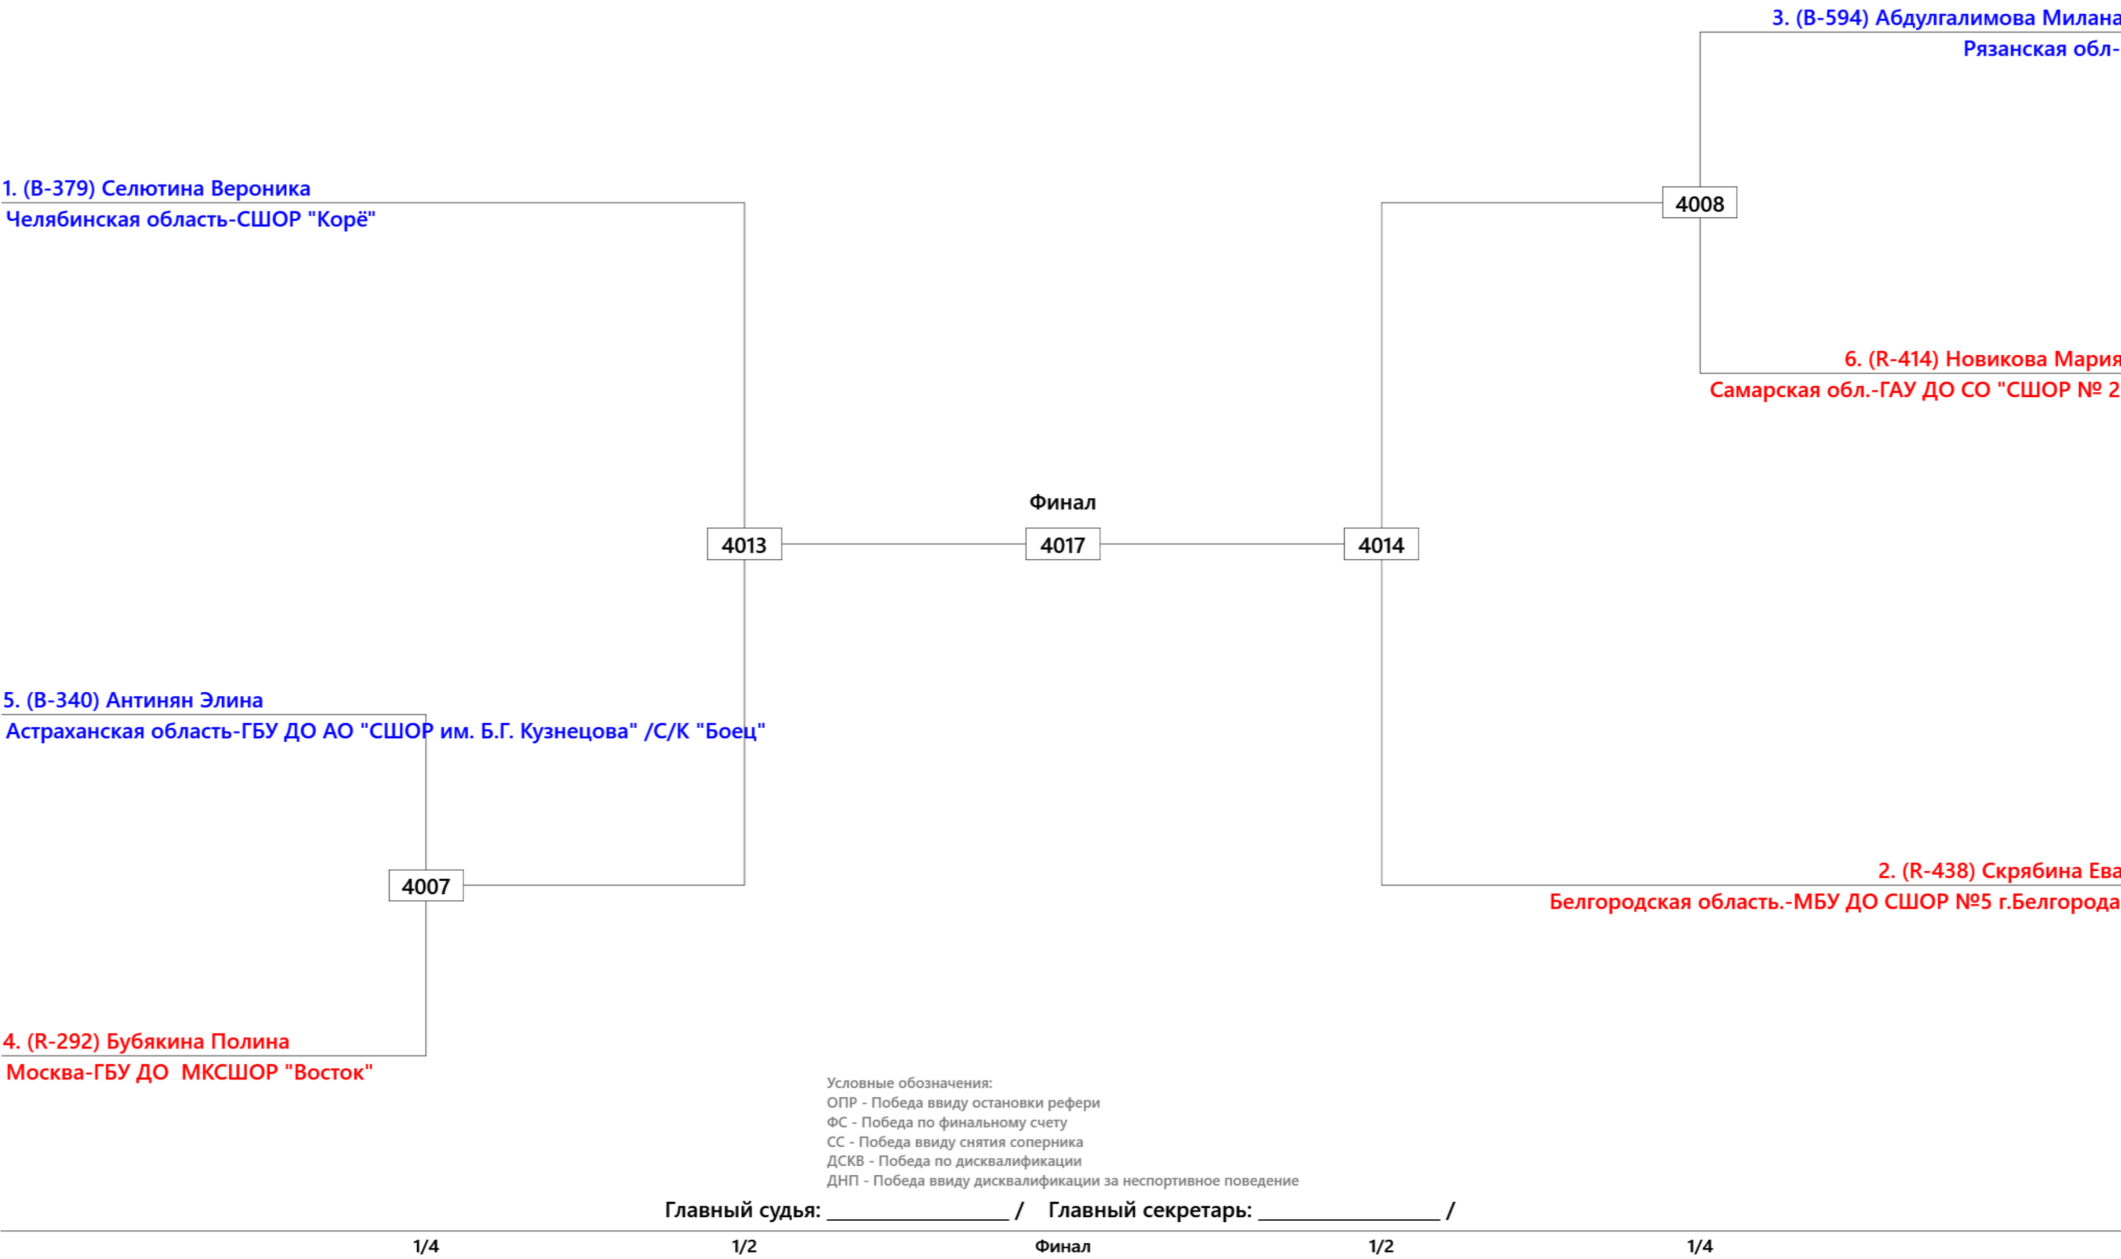 3. (B-594) Абдулгалимова Милана
Рязанская обл-
1. (B-379) Селютина Вероника
Челябинская область-СШОР "Корё"
4008
6. (R-414) Новикова Мария
Самарская обл.-ГАУ ДО СО "СШОР № 2
Финал
4013
4017
4014
5. (B-340) Антинян Элина
Астраханская область-ГБУ ДО АО "СШОР им. Б.Г. Кузнецова" /С/К "Боец"
4007
2. (R-438) Скрябина Ева
Белгородская область.-МБУ ДО СШОР №5 г.Белгорода
4. (R-292) Бубякина Полина
Москва-ГБУ ДО  МКСШОР "Восток"
Условные обозначения:
ОПР - Победа ввиду остановки рефери
ФС - Победа по финальному счету
СС - Победа ввиду снятия соперника
ДСКВ - Победа по дисквалификации
ДНП - Победа ввиду дисквалификации за неспортивное поведение
Главный судья: __________________ / Главный секретарь: __________________ /
1/4 1/2 Финал 1/2 1/4